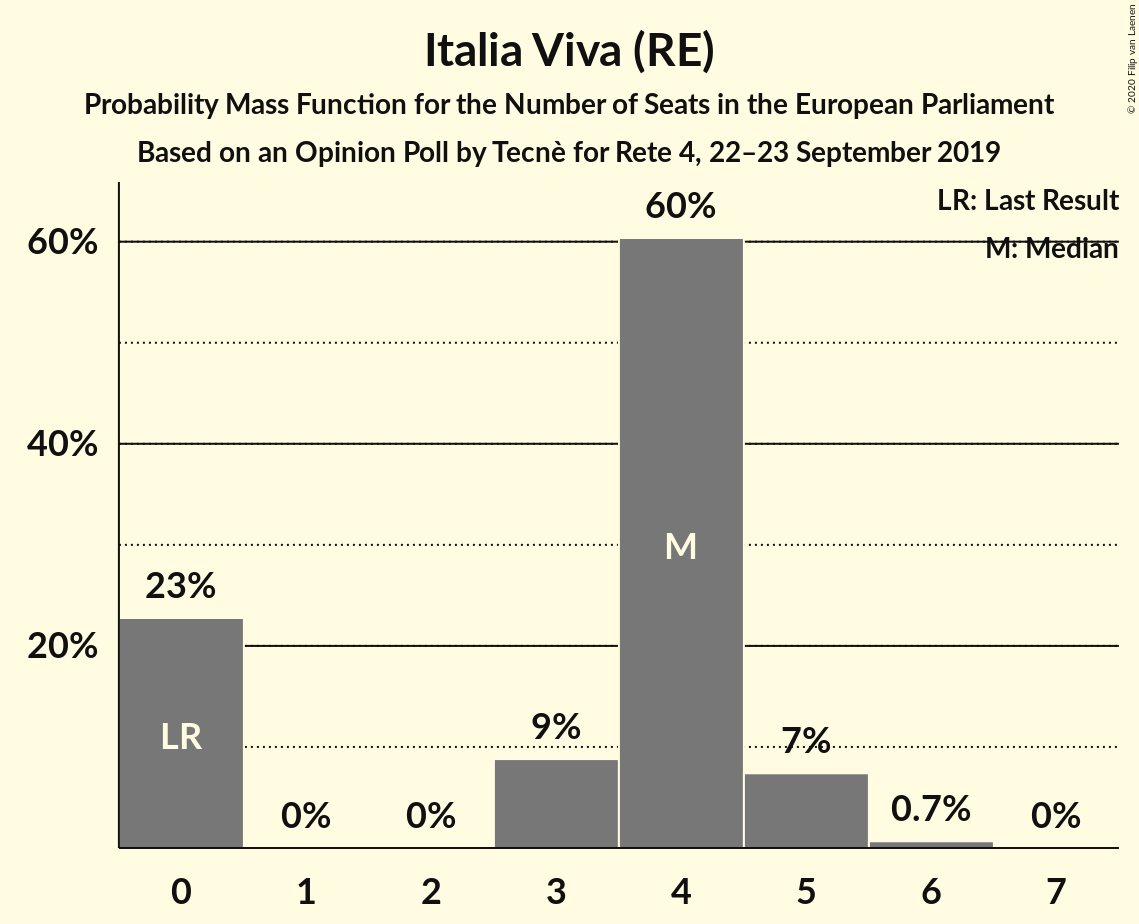 Italia Viva (RE)
Probability Mass Function for the Number of Seats in the European Parliament
Based on an Opinion Poll by Tecnè for Rete 4, 22–23 September 2019
© 2020 Filip van Laenen
LR: Last Result
M: Median
60%
40%
20%
23%
0%
0%
9%
60%
7%
0.7%
0%
LR
M
0 1 2 3 4 5 6 7